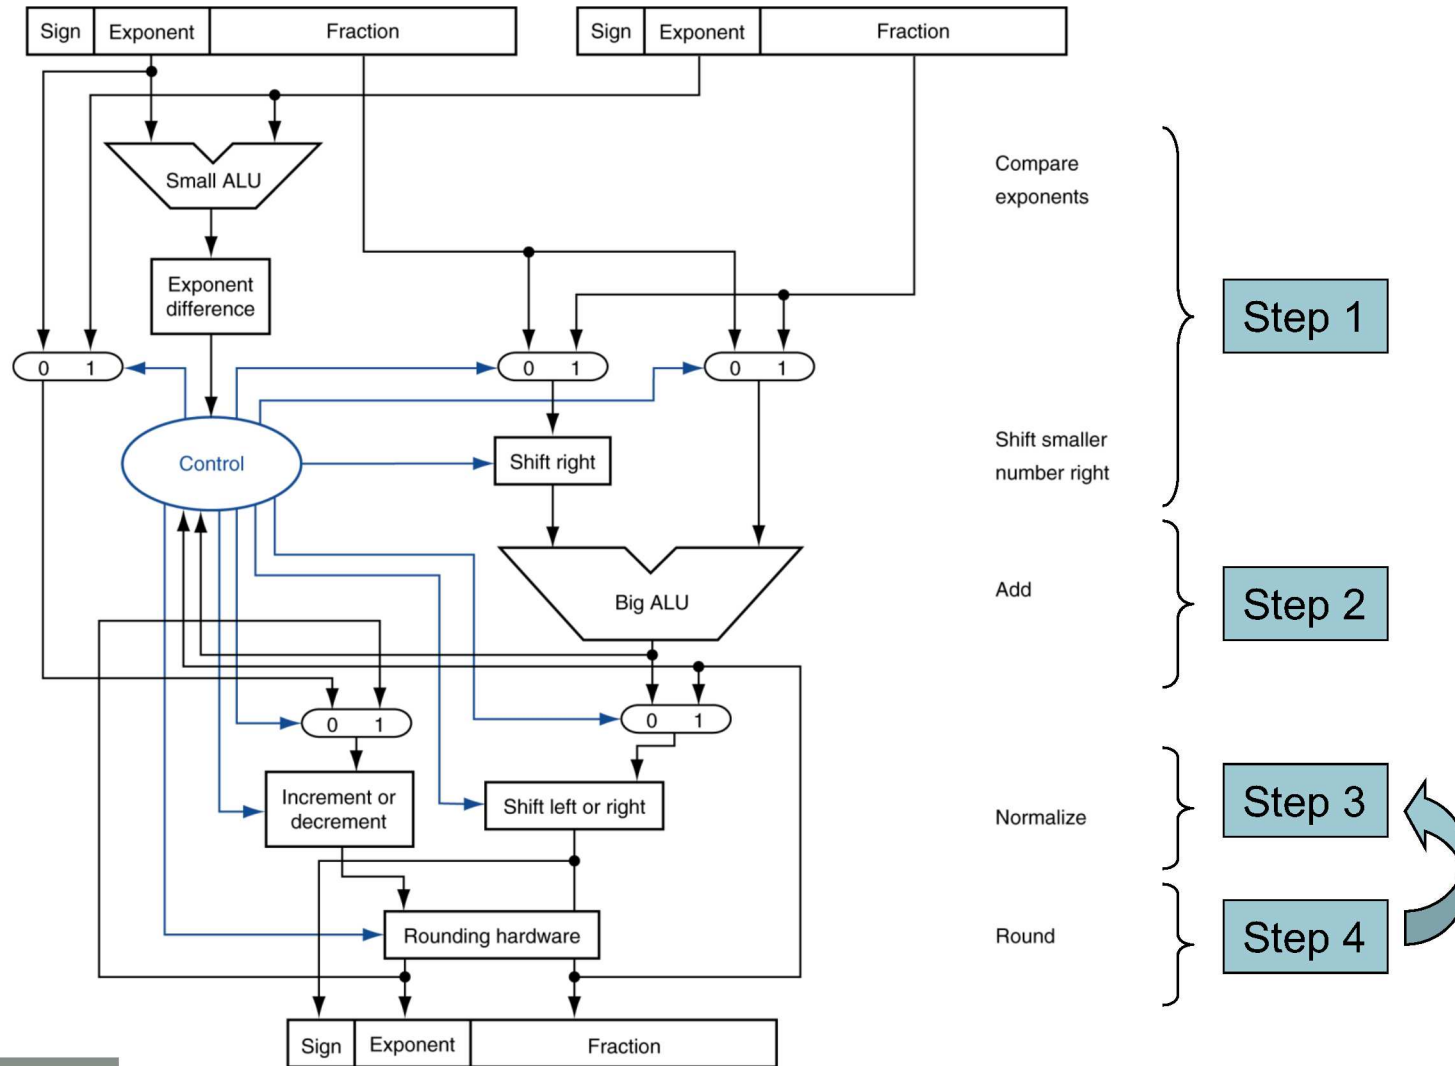 Sign Exponent Fraction
Sign Exponent Fraction
Small ALU
Compare
exponents
Exponent
difference
Step 1
0 1
0 1
0 1
Control
Shift right
Shift smaller
number right
Big ALU
Add
Step 2
0 1
0 1
Increment or
decrement
Shift left or right
Normalize
Step 3
Rounding hardware
Round
Step 4
Sign Exponent Fraction